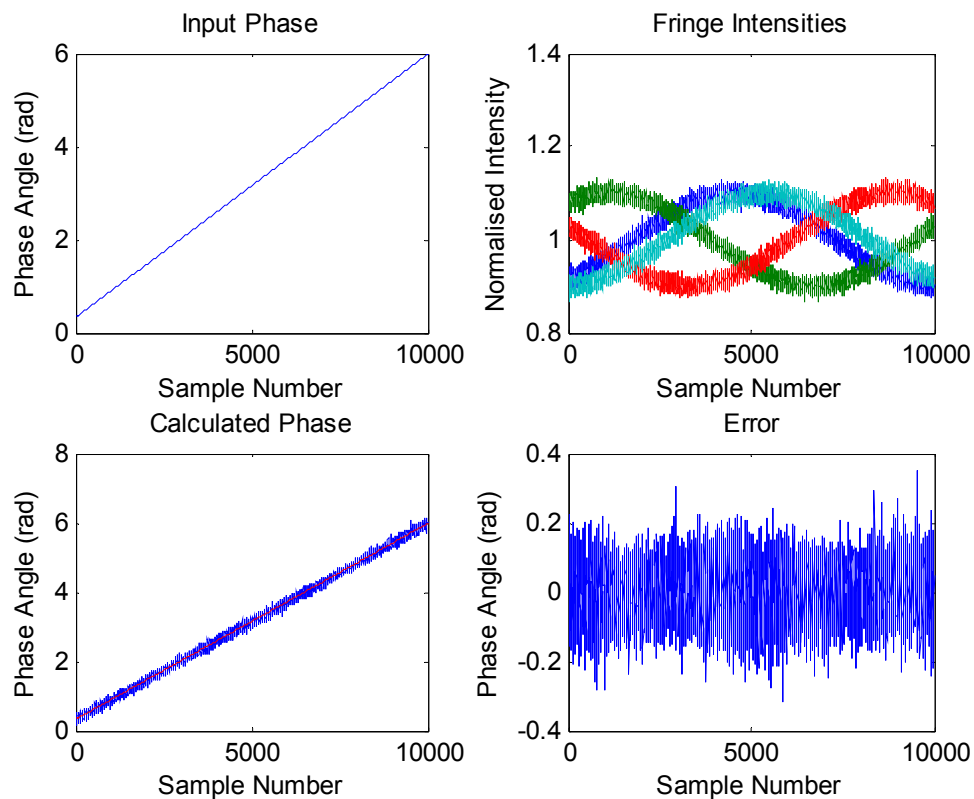 Input Phase
6
4
2
0
Phase Angle (rad)
0
5000
10000
Sample Number
Fringe Intensities
1.4
1.2
1
0.8
Normalised Intensity
0
5000
10000
Sample Number
Calculated Phase
8
6
4
2
0
Phase Angle (rad)
0
5000
10000
Sample Number
Error
0.4
0.2
0
-0.2
-0.4
Phase Angle (rad)
0
5000
10000
Sample Number